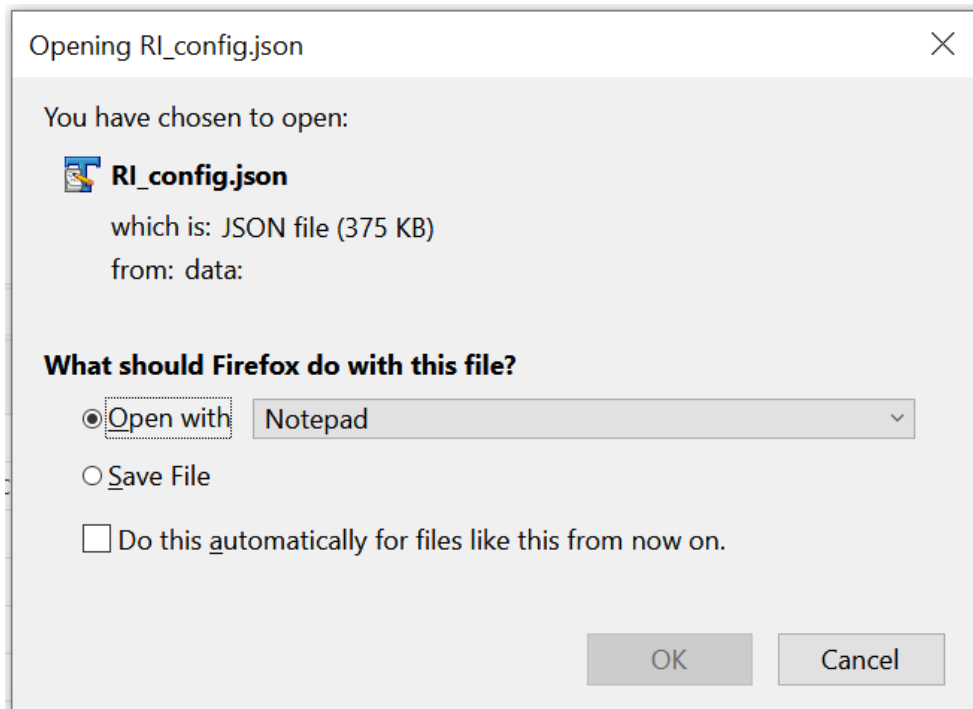 Opening RI_config.json
You have chosen to open:
RI_config.json
which is: JSON file (375 KB)
from: data:
What should Firefox do with this file?
Open with Notepad
Save File
Do this automatically for files like this from now on.
OK Cancel